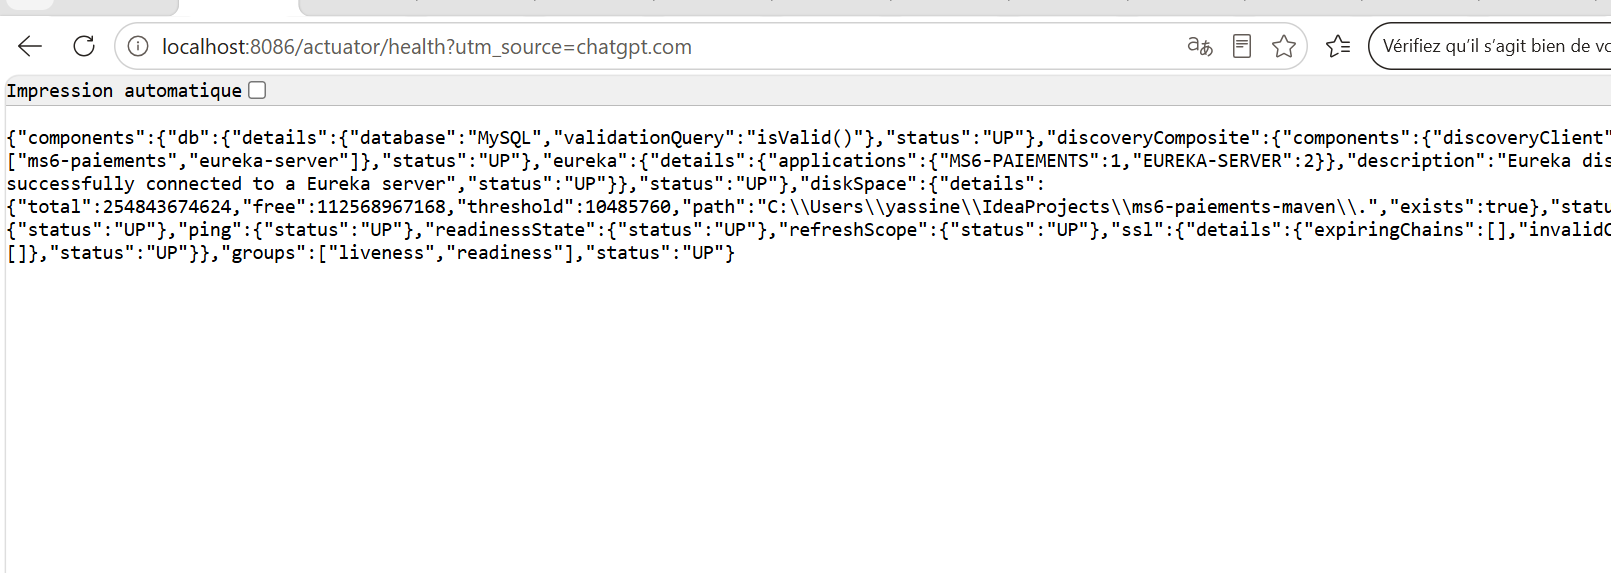 localhost:8086/actuator/health?utm_source=chatgpt.com
Vérifiez qu'il s'agit bien de
Impression automatique
{"components":{"db":{"details":{"database":"MySQL","validationQuery":"isValid()"},"status":"UP"},"discoveryComposite":{"components":{"discoveryClient"
["ms6-paiements","eureka-server"]},"status":"UP"},"eureka":{"details":{"applications":{"MS6-PAIEMENTS":1,"EUREKA-SERVER":2}},"description":"Eureka dis
successfully connected to a Eureka server","status":"UP"}},"status":"UP"},"diskSpace":{"details":
{"total":254843674624,"free":112568967168,"threshold":10485760,"path":"C:\\Users\\yassine\\IdeaProjects\\ms6-paiements-maven\\.","exists":true},"statu
{"status":"UP"},"ping":{"status":"UP"},"readinessState":{"status":"UP"},"refreshScope":{"status":"UP"},"ssl":{"details":{"expiringChains":[],"invalidC
[]},"status":"UP"}},"groups":["liveness","readiness"],"status":"UP"}